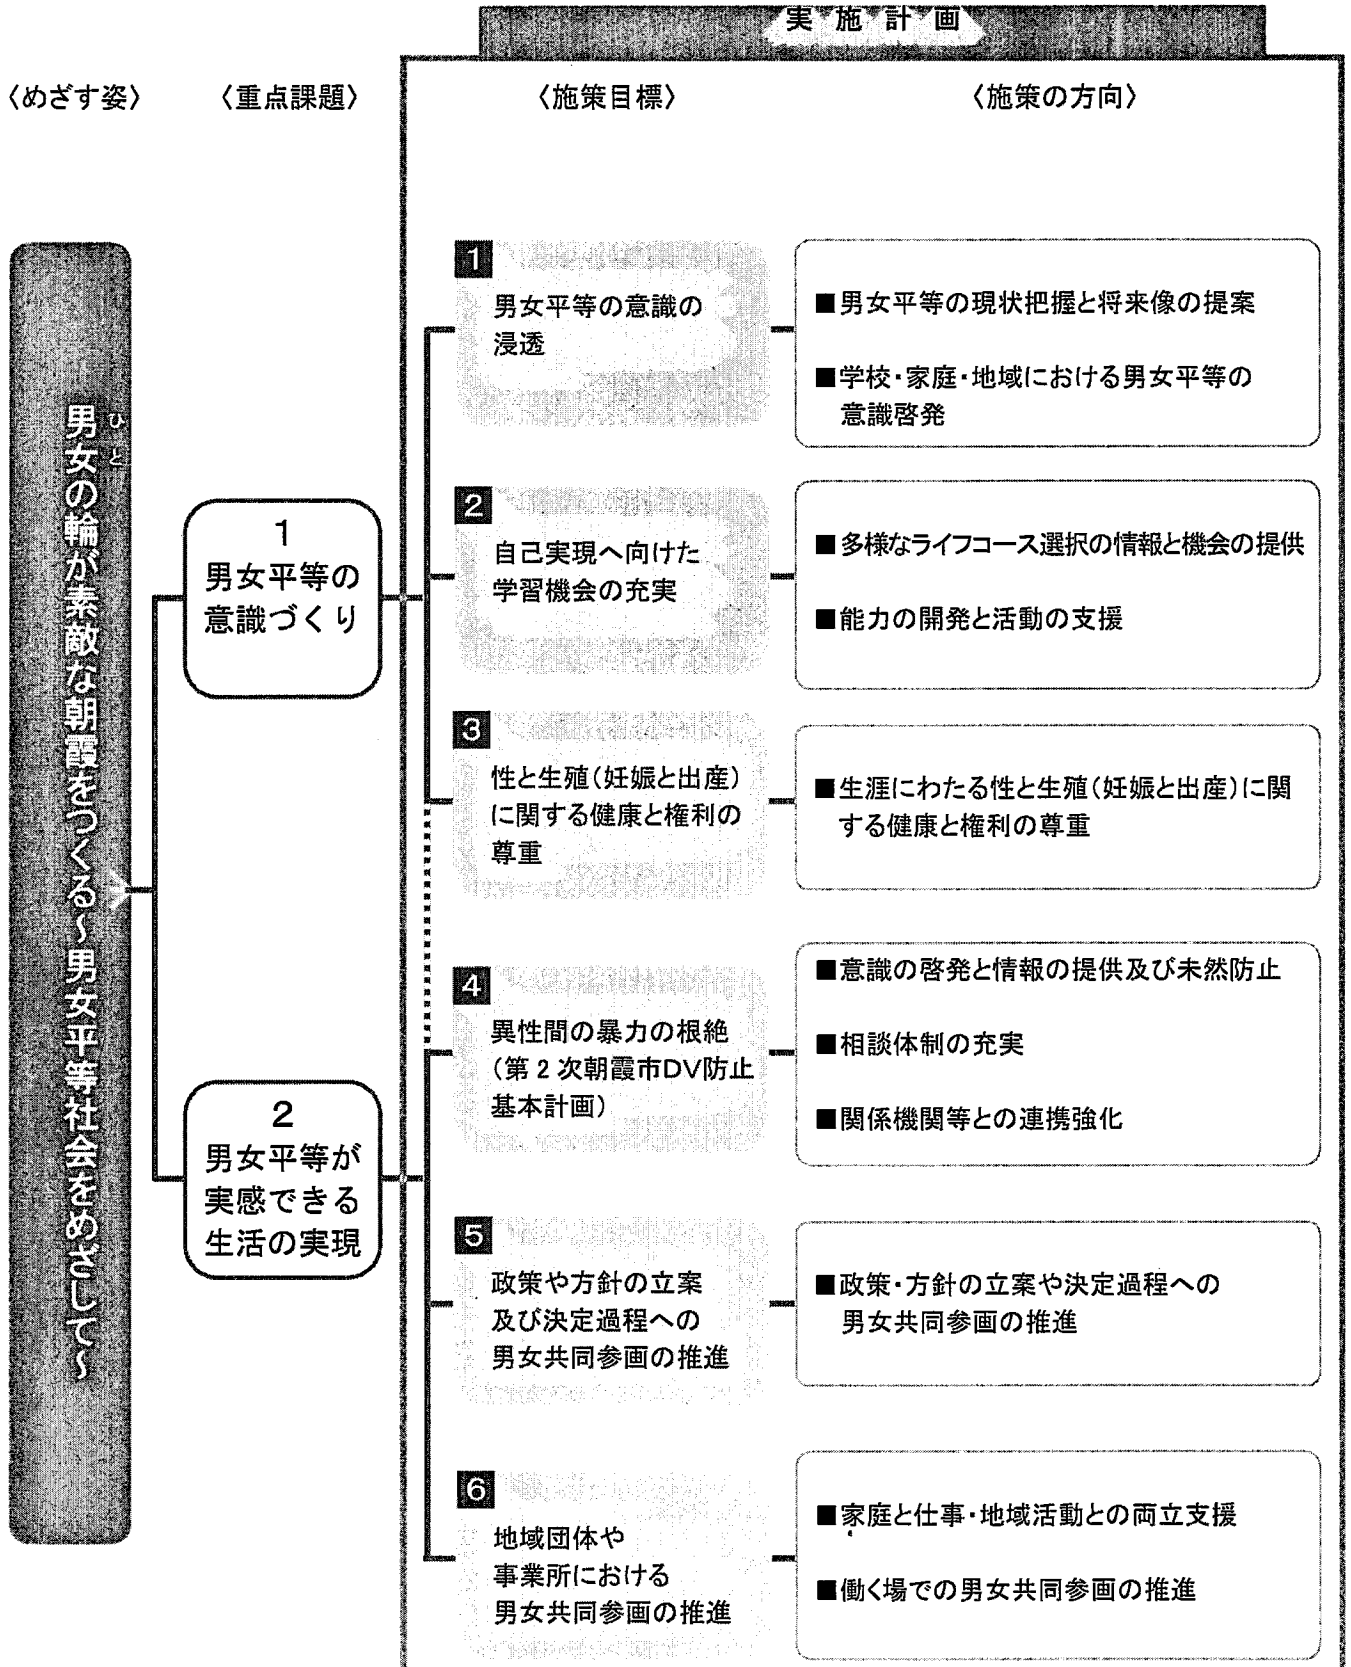 実施計画
〈めざす姿〉
〈重点課題〉
〈施策目標〉
〈施策の方向〉
男女の輪が素敵な朝霞をつくる～男女平等社会をめざして～
ひと
1
男女平等の
意識づくり
2
男女平等が
実感できる
生活の実現
1
男女平等の意識の
浸透
■男女平等の現状把握と将来像の提案
■学校・家庭・地域における男女平等の
意識啓発
2
自己実現へ向けた
学習機会の充実
■多様なライフコース選択の情報と機会の提供
■能力の開発と活動の支援
3
性と生殖(妊娠と出産)
に関する健康と権利の
尊重
■生涯にわたる性と生殖(妊娠と出産)に関
する健康と権利の尊重
4
異性間の暴力の根絶
(第2次朝霞市DV防止
基本計画)
■意識の啓発と情報の提供及び未然防止
■相談体制の充実
■関係機関等との連携強化
5
政策や方針の立案
及び決定過程への
男女共同参画の推進
■政策・方針の立案や決定過程への
男女共同参画の推進
6
地域団体や
事業所における
男女共同参画の推進
■家庭と仕事・地域活動との両立支援
■働く場での男女共同参画の推進